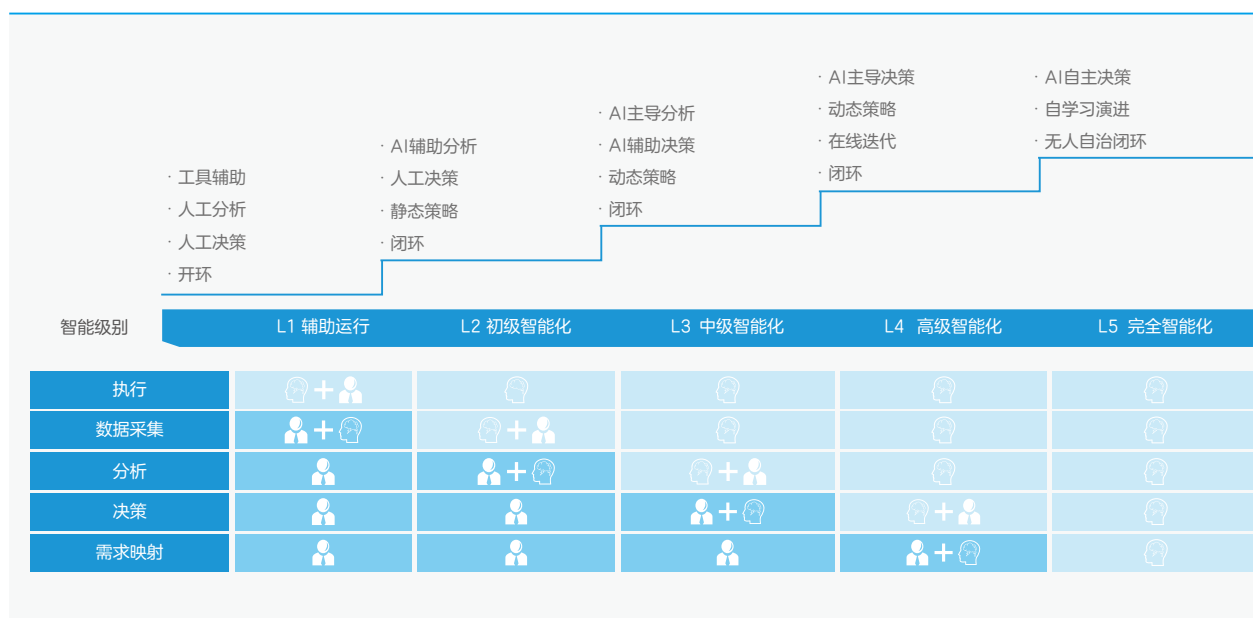 · 工具辅助
· 人工分析
· 人工决策
· 开环
· AI辅助分析
· 人工决策
· 静态策略
· 闭环
· AI主导分析
· AI辅助决策
· 动态策略
· 闭环
· AI主导决策
· 动态策略
· 在线迭代
· 闭环
· AI自主决策
· 自学习演进
· 无人自治闭环
智能级别
L1 辅助运行
L2 初级智能化
L3 中级智能化
L4 高级智能化
L5 完全智能化
执行
数据采集
分析
决策
需求映射